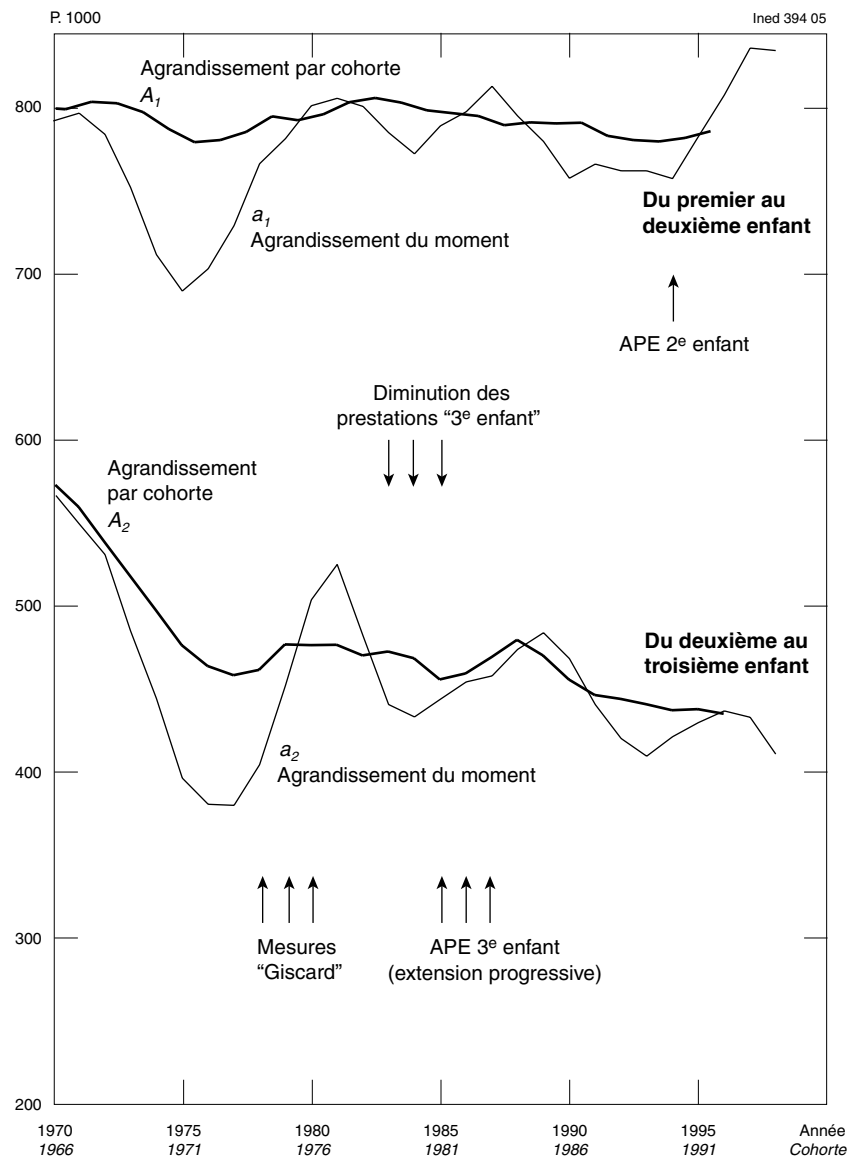 P. 1000
Ined 394 05
800
700
600
500
400
300
200
Agrandissement par cohorte
A1
a1
Agrandissement du moment
Du premier au
deuxième enfant
APE 2e enfant
Diminution des
prestations “3e enfant”
Agrandissement
par cohorte
A2
Du deuxième au
troisième enfant
a2
Agrandissement du moment
Mesures
“Giscard”
APE 3e enfant
(extension progressive)
1970 1975 1980 1985 1990 1995 Année
1966 1971 1976 1981 1986 1991 Cohorte